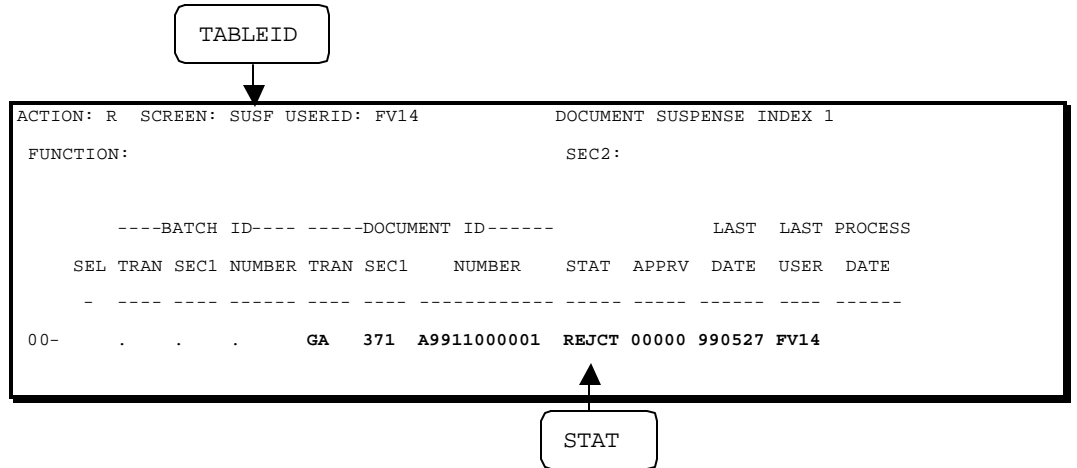 TABLEID
ACTION: R SCREEN: SUSF USERID: FV14 DOCUMENT SUSPENSE INDEX 1
FUNCTION: SEC2:
----BATCH ID---- -----DOCUMENT ID------ LAST LAST PROCESS
SEL TRAN SEC1 NUMBER TRAN SEC1 NUMBER STAT APPRV DATE USER DATE
- ---- ---- ------ ---- ---- ------------ ----- ----- ------ ---- ------
00- . . . GA 371 A9911000001 REJCT 00000 990527 FV14
STAT